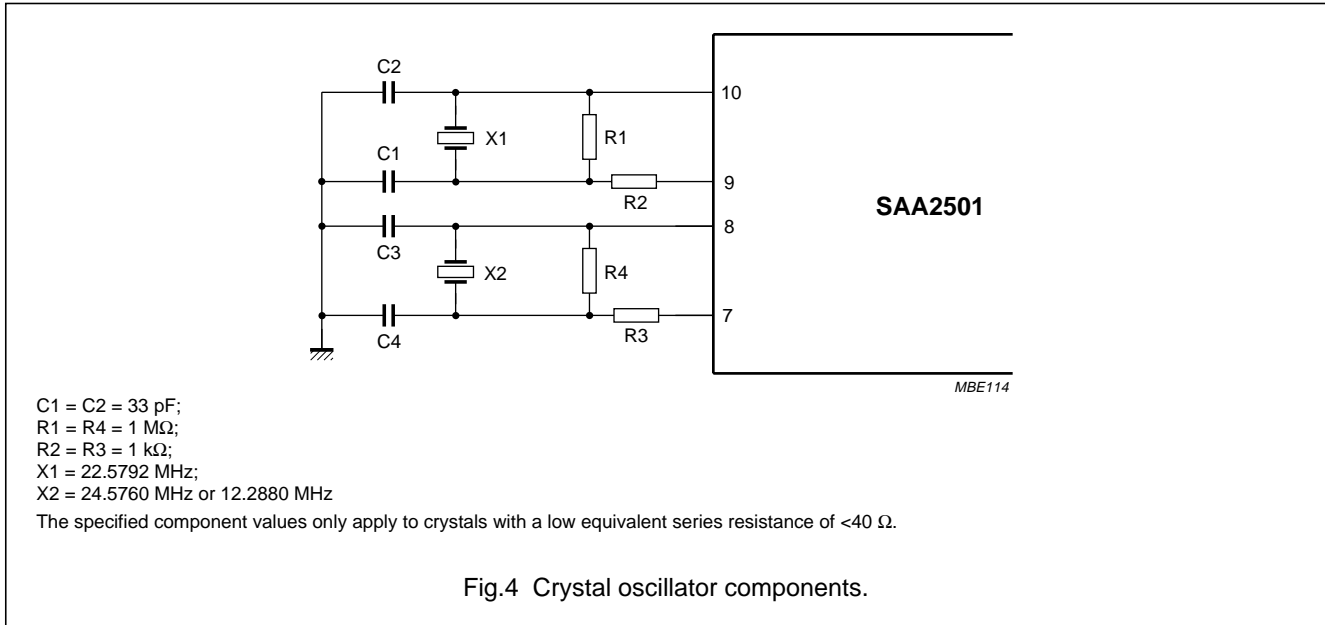 C2
10
X1
R1
C1
9
R2
SAA2501
8
C3
X2
R4
7
C4
R3
MBE114
C1 = C2 = 33 pF;
R1 = R4 = 1 MΩ;
R2 = R3 = 1 kΩ;
X1 = 22.5792 MHz;
X2 = 24.5760 MHz or 12.2880 MHz
The specified component values only apply to crystals with a low equivalent series resistance of <40 Ω.
Fig.4 Crystal oscillator components.